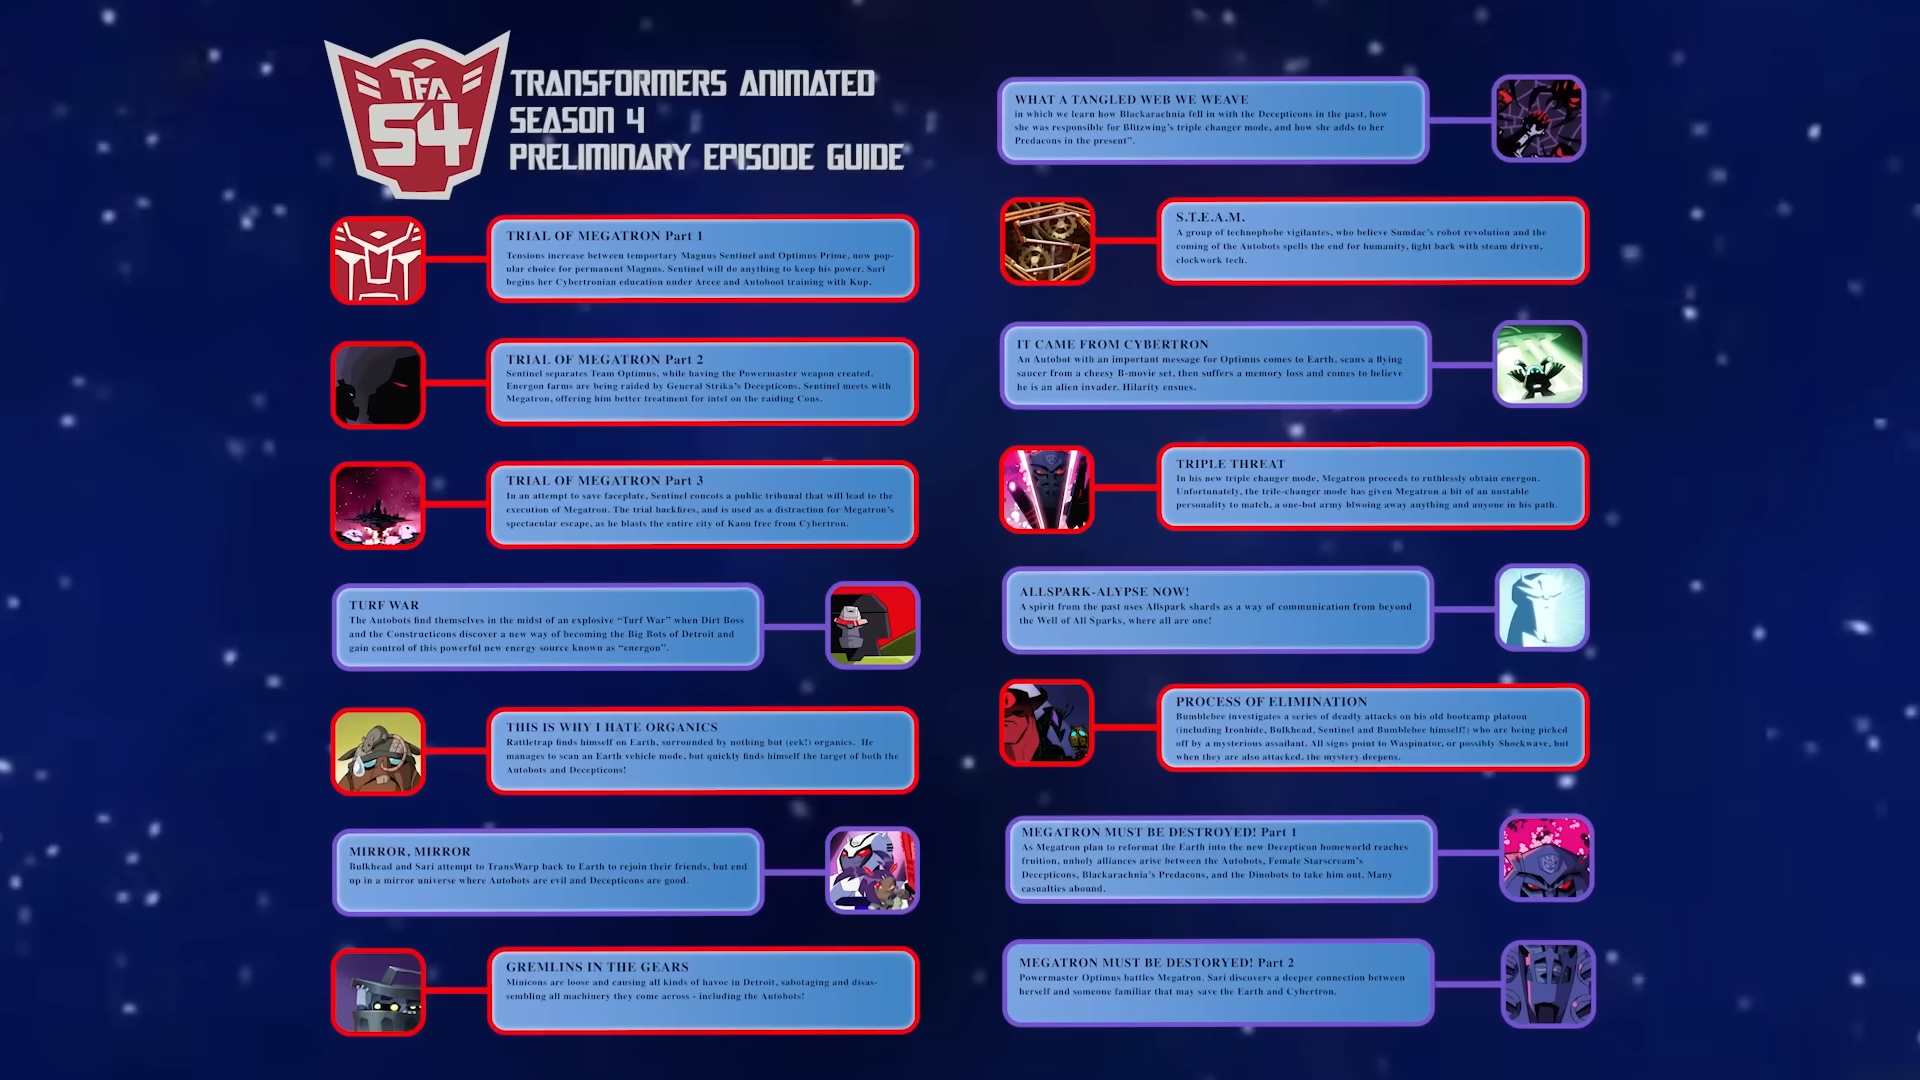 TFA
S4
TRANSFORMERS ANIMATED
SEASON 4
PRELIMINARY EPISODE GUIDE
TRIAL OF MEGATRON Part 1
Tensions increase between temportary Magnus Sentinel and Optimus Prime, now pop-
ular choice for permanent Magnus. Sentinel will do anything to keep his power. Sari
begins her Cybertronian education under Arcee and Autoboot training with Kup.
TRIAL OF MEGATRON Part 2
Sentinel separates Team Optimus, while having the Powermaster weapon created.
Energon farms are being raided by General Strika's Decepticons. Sentinel meets with
Megatron, offering him better treatment for intel on the raiding Cons.
TRIAL OF MEGATRON Part 3
In an attempt to save faceplate, Sentinel concots a public tribunal that will lead to the
execution of Megatron. The trial backfires, and is used as a distraction for Megatron's
spectacular escape, as he blasts the entire city of Kaon free from Cybertron.
TURF WAR
The Autobots find themselves in the midst of an explosive "Turf War" when Dirt Boss
and the Constructicons discover a new way of becoming the Big Bots of Detroit and
gain control of this powerful new energy source known as "energon".
THIS IS WHY I HATE ORGANICS
Rattletrap finds himself on Earth, surrounded by nothing but (eek!) organics. He
manages to scan an Earth vehicle mode, but quickly finds himself the target of both the
Autobots and Decepticons!
MIRROR, MIRROR
Bulkhead and Sari attempt to TransWarp back to Earth to rejoin their friends, but end
up in a mirror universe where Autobots are evil and Decepticons are good.
GREMLINS IN THE GEARS
Minicons are loose and causing all kinds of havoc in Detroit, sabotaging and disas-
sembling all machinery they come across - including the Autobots!
WHAT A TANGLED WEB WE WEAVE
in which we learn how Blackarachnia fell in with the Decepticons in the past, how
she was responsible for Blitzwing's triple changer mode, and how she adds to her
Predacons in the present".
S.T.E.A.M.
A group of technophobe vigilantes, who believe Sumdac's robot revolution and the
coming of the Autobots spells the end for humanity, fight back with steam driven,
clockwork tech.
IT CAME FROM CYBERTRON
An Autobot with an important message for Optimus comes to Earth, scans a flying
saucer from a cheesy B-movie set, then suffers a memory loss and comes to believe
he is an alien invader. Hilarity ensues.
TRIPLE THREAT
In his new triple changer mode, Megatron proceeds to ruthlessly obtain energon.
Unfortunately, the trile-changer mode has given Megatron a bit of an unstable
personality to match, a one-bot army blwoing away anything and anyone in his path.
ALLSPARK-ALYPSE NOW!
A spirit from the past uses Allspark shards as a way of communication from beyond
the Well of All Sparks, where all are one!
PROCESS OF ELIMINATION
Bumblebee investigates a series of deadly attacks on his old bootcamp platoon
(including Ironhide, Bulkhead, Sentinel and Bumblebee himself!) who are being picked
off by a mysterious assailant. All signs point to Waspinator, or possibly Shockwave, but
when they are also attacked, the mystery deepens.
MEGATRON MUST BE DESTROYED! Part 1
As Megatron plan to reformat the Earth into the new Decepticon homeworld reaches
fruition, unholy alliances arise between the Autobots, Female Starscream's
Decepticons, Blackarachnia's Predacons, and the Dinobots to take him out. Many
casualties abound.
MEGATRON MUST BE DESTORYED! Part 2
Powermaster Optimus battles Megatron. Sari discovers a deeper connection between
herself and someone familiar that may save the Earth and Cybertron.